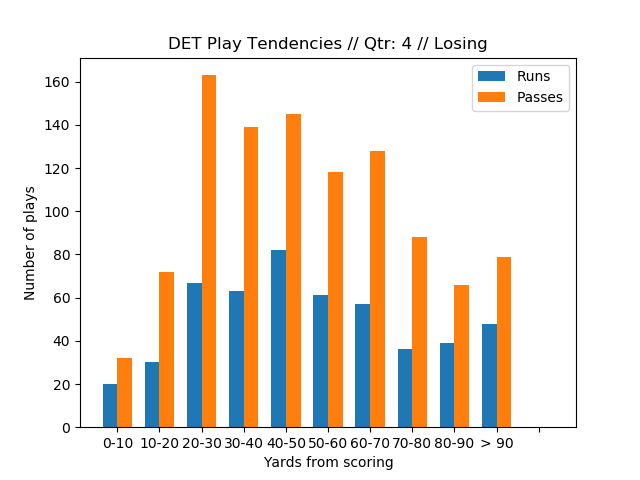 DET Play Tendencies // Qtr: 4 // Losing
Runs
Passes
Number of plays
160
140
120
100
80
60
40
20
0
0-10 10-20 20-30 30-40 40-50 50-60 60-70 70-80 80-90 > 90
Yards from scoring